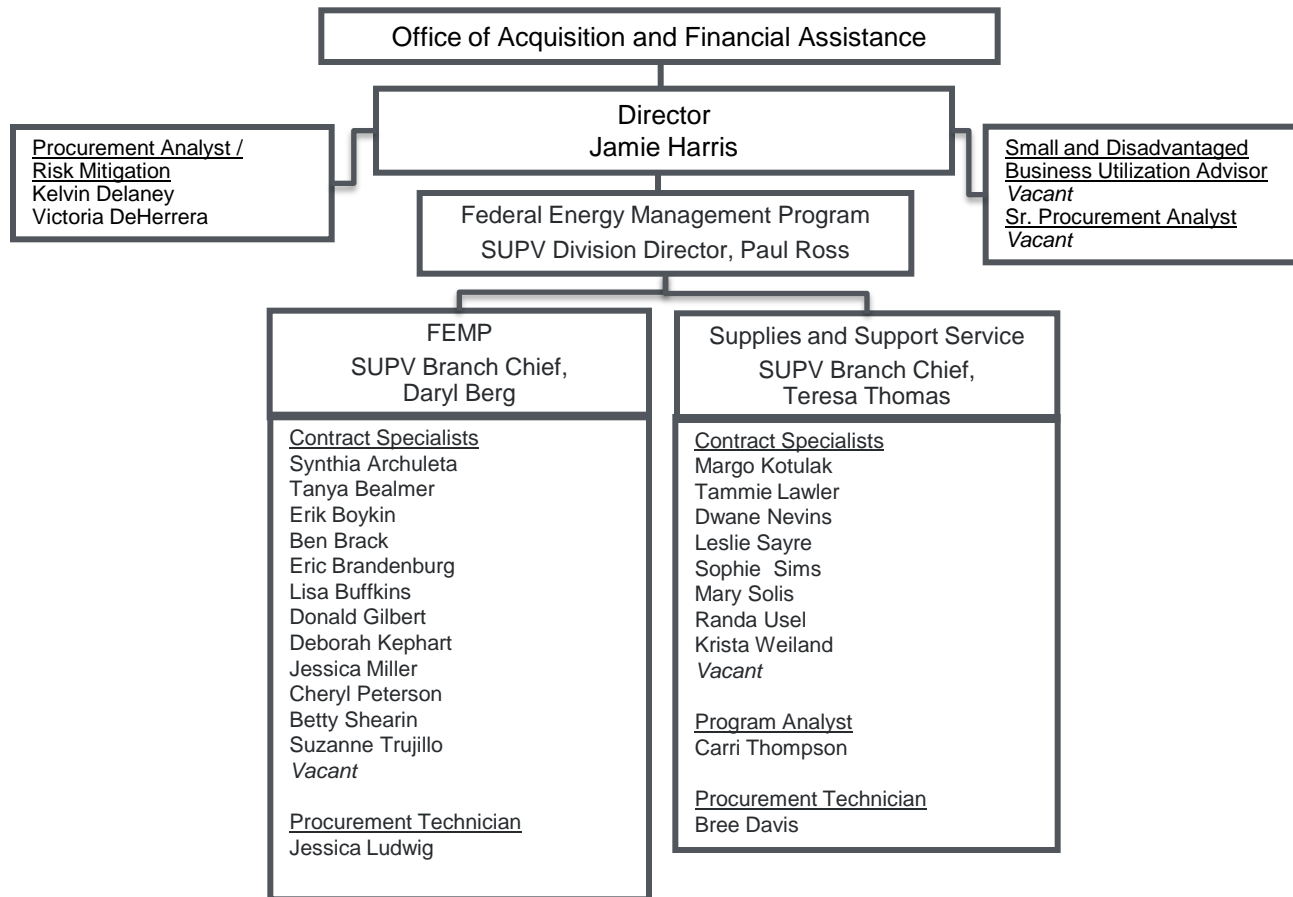 Office of Acquisition and Financial Assistance
Director
Jamie Harris
Procurement Analyst /
Risk Mitigation
Kelvin Delaney
Victoria DeHerrera
Small and Disadvantaged
Business Utilization Advisor
Vacant
Sr. Procurement Analyst
Vacant
Federal Energy Management Program
SUPV Division Director, Paul Ross
FEMP
SUPV Branch Chief,
Daryl Berg
Contract Specialists
Synthia Archuleta
Tanya Bealmer
Erik Boykin
Ben Brack
Eric Brandenburg
Lisa Buffkins
Donald Gilbert
Deborah Kephart
Jessica Miller
Cheryl Peterson
Betty Shearin
Suzanne Trujillo
Vacant
Procurement Technician
Jessica Ludwig
Supplies and Support Service
SUPV Branch Chief,
Teresa Thomas
Contract Specialists
Margo Kotulak
Tammie Lawler
Dwane Nevins
Leslie Sayre
Sophie  Sims
Mary Solis
Randa Usel
Krista Weiland
Vacant
Program Analyst
Carri Thompson
Procurement Technician
Bree Davis